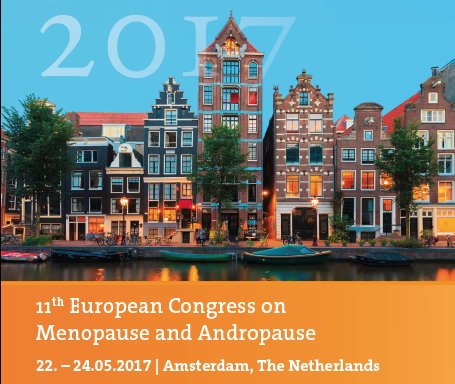 2017
11th European Congress on
Menopause and Andropause
22. – 24.05.2017 | Amsterdam, The Netherlands